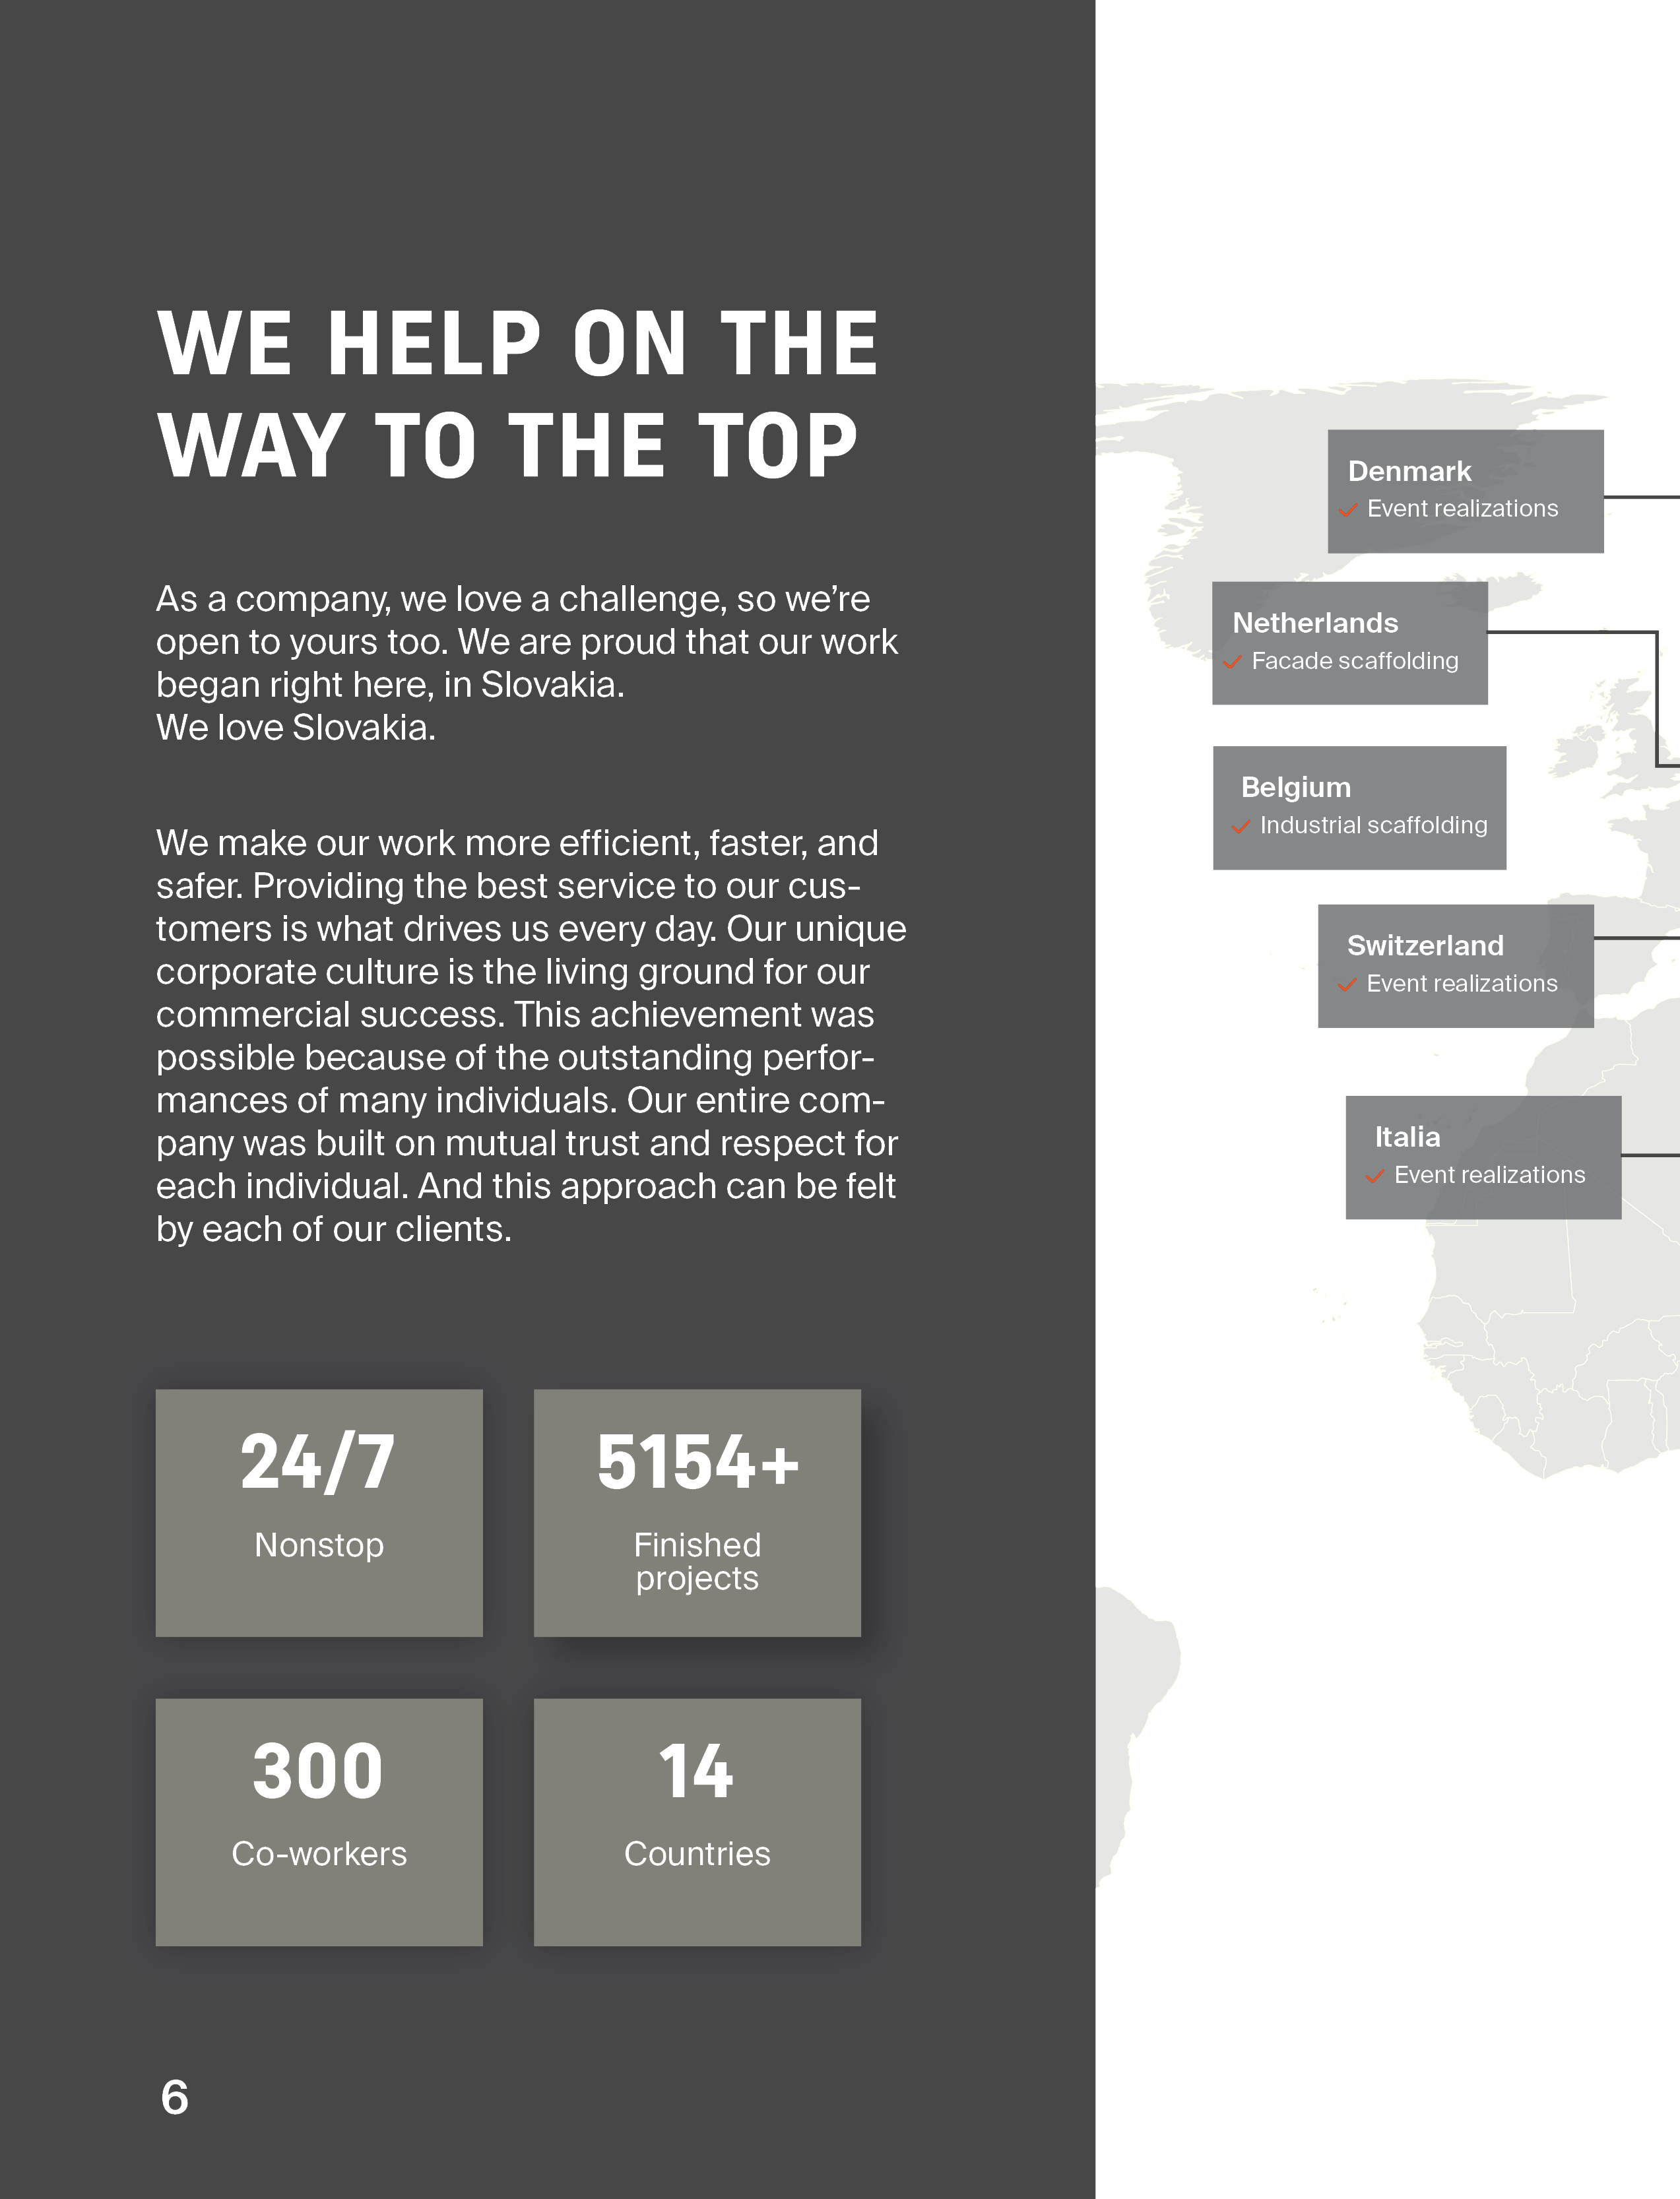 WE HELP ON THE
WAY TO THE TOP
As a company, we love a challenge, so we’re
open to yours too. We are proud that our work
began right here, in Slovakia.
We love Slovakia.
We make our work more efficient, faster, and
safer. Providing the best service to our cus-
tomers is what drives us every day. Our unique
corporate culture is the living ground for our
commercial success. This achievement was
possible because of the outstanding perfor-
mances of many individuals. Our entire com-
pany was built on mutual trust and respect for
each individual. And this approach can be felt
by each of our clients.
24/7
Nonstop
5154+
Finished
projects
300
Co-workers
14
Countries
6
Denmark
Event realizations
Netherlands
Facade scaffolding
Belgium
Industrial scaffolding
Switzerland
Event realizations
Italia
Event realizations